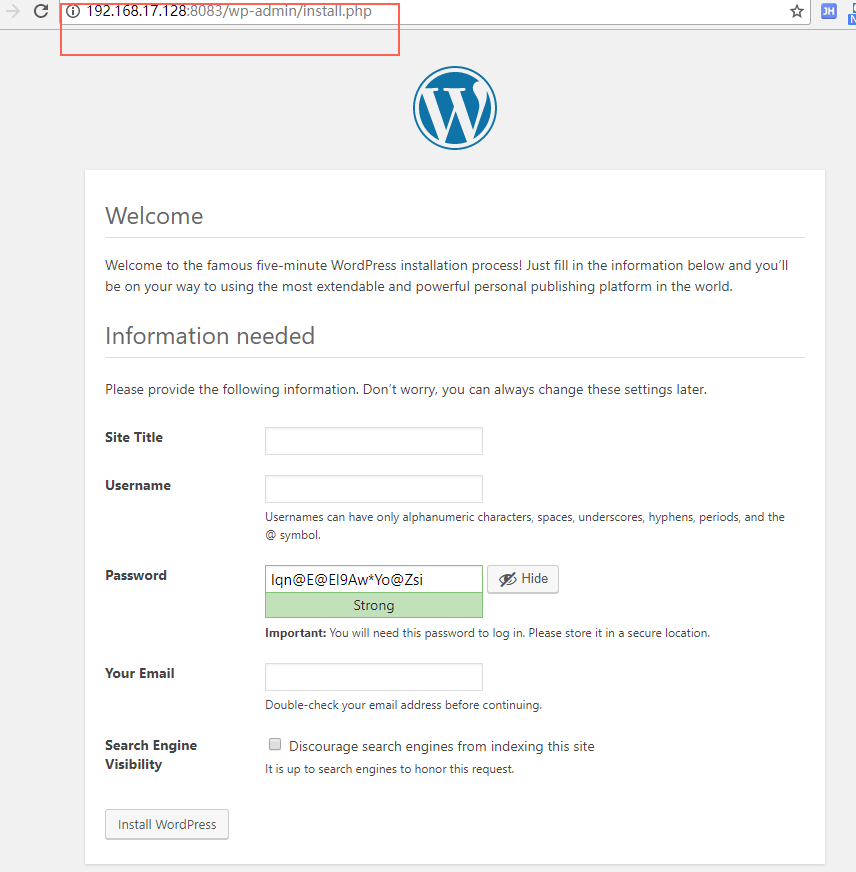 192.168.17.128:8083/wp-admin/install.php
JH
W
Welcome
Welcome to the famous five-minute WordPress installation process! Just fill in the information below and you’ll
be on your way to using the most extendable and powerful personal publishing platform in the world.
Information needed
Please provide the following information. Don’t worry, you can always change these settings later.
Site Title
Username
Usernames can have only alphanumeric characters, spaces, underscores, hyphens, periods, and the
@ symbol.
Password
Hide
Strong
Important: You will need this password to log in. Please store it in a secure location.
Your Email
Double-check your email address before continuing.
Search Engine
Visibility
Discourage search engines from indexing this site
It is up to search engines to honor this request.
Install WordPress